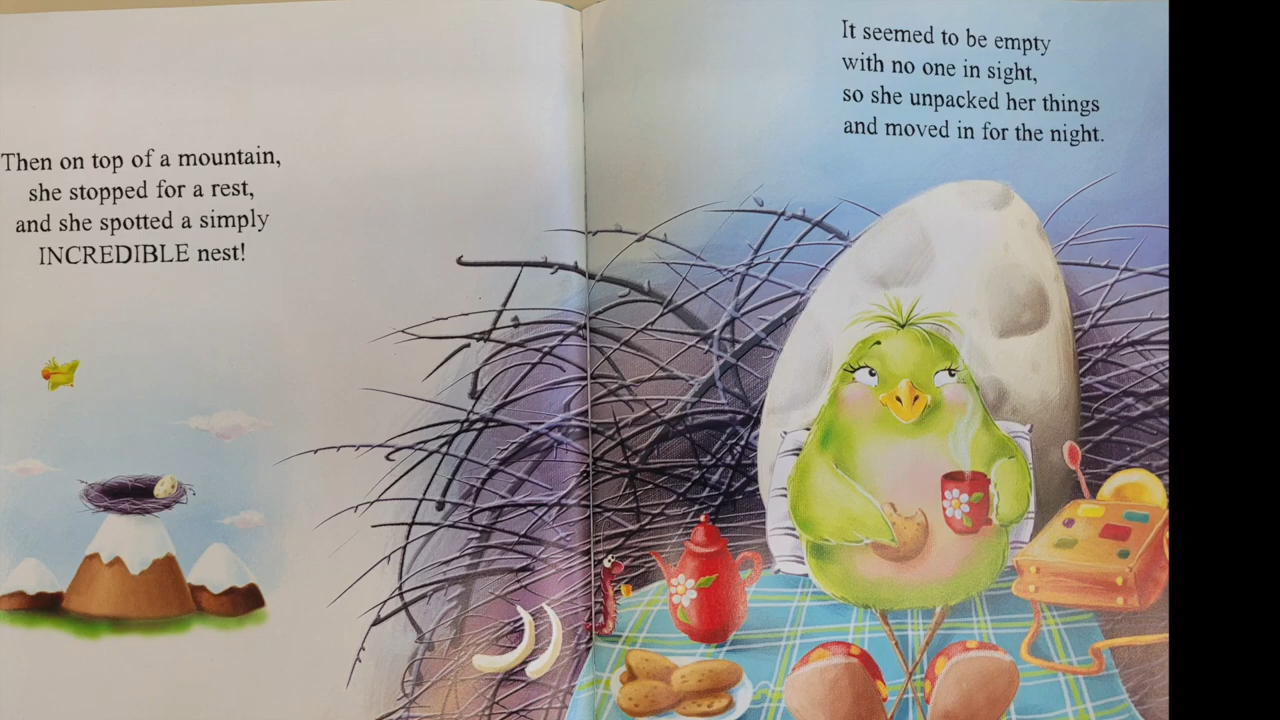 Then on top of a mountain,
she stopped for a rest,
and she spotted a simply
INCREDIBLE nest!
It seemed to be empty
with no one in sight,
so she unpacked her things
and moved in for the night.